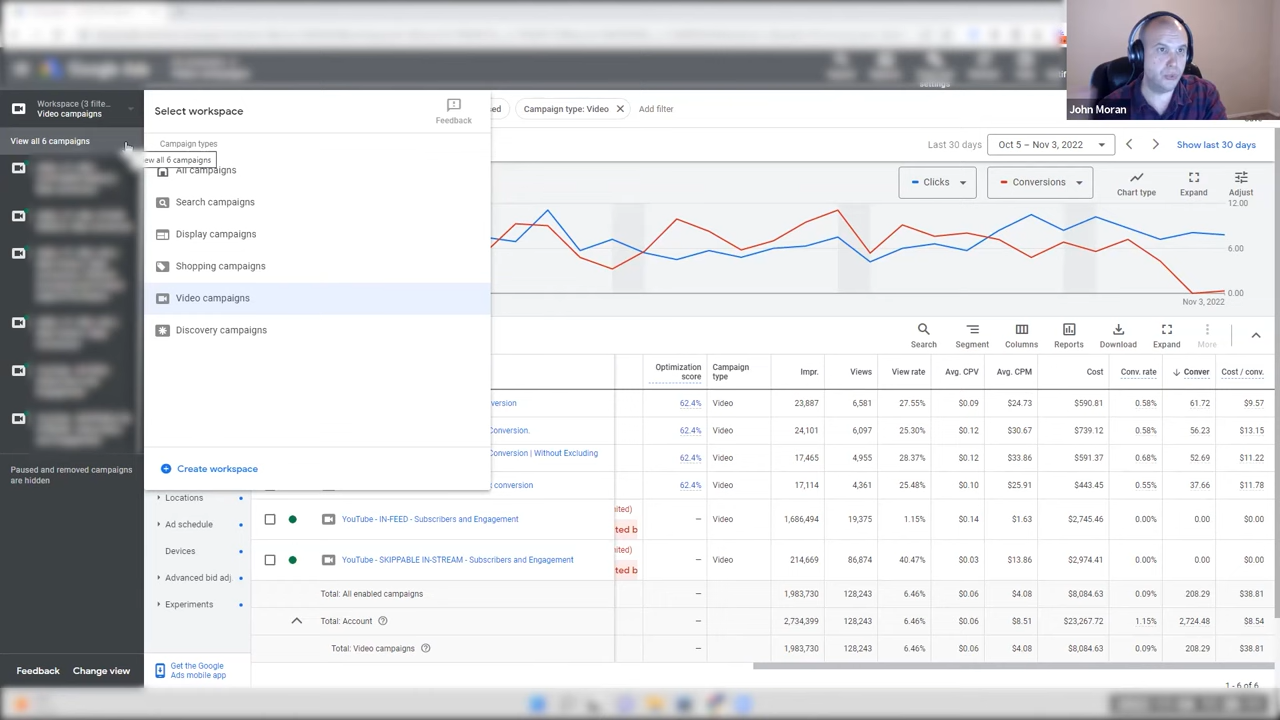 John Moran
Workspace (3 filte...
Video campaigns
View all 6 campaigns
ew all 6 campaigns
Paused and removed campaigns
are hidden
Feedback
Change view
Select workspace
Feedback
Campaign types
All campaigns
Search campaigns
Display campaigns
Shopping campaigns
Video campaigns
Discovery campaigns
Create workspace
Locations
Ad schedule
Devices
Advanced bid adj.
Experiments
Get the Google
Ads mobile app
Campaign type: Video
Add filter
Last 30 days
Oct 5 – Nov 3, 2022
Show last 30 days
Clicks
Conversions
Chart type
Expand
Adjust
12.00
6.00
0.00
Nov 3, 2022
Search
Segment
Columns
Reports
Download
Expand
More
Optimization score
Campaign type
Impr.
Views
View rate
Avg. CPV
Avg. CPM
Cost
Conv. rate
Conver
Cost / conv.
version 62.4% Video 23,887 6,581 27.55% $0.09 $24.73 $590.81 0.58% 61.72 $9.57
Conversion. 62.4% Video 24,101 6,097 25.30% $0.12 $30.67 $739.12 0.58% 56.23 $13.15
Conversion | Without Excluding 62.4% Video 17,465 4,955 28.37% $0.12 $33.86 $591.37 0.68% 52.69 $11.22
conversion 62.4% Video 17,114 4,361 25.48% $0.10 $25.91 $443.45 0.55% 37.66 $11.78
YouTube - IN-FEED - Subscribers and Engagement — Video 1,686,494 19,375 1.15% $0.14 $1.63 $2,745.46 0.00% 0.00 $0.00
YouTube - SKIPPABLE IN-STREAM - Subscribers and Engagement — Video 214,669 86,874 40.47% $0.03 $13.86 $2,974.41 0.00% 0.00 $0.00
Total: All enabled campaigns — 1,983,730 128,243 6.46% $0.06 $4.08 $8,084.63 0.09% 208.29 $38.81
Total: Account — 2,734,399 128,243 6.46% $0.06 $8.51 $23,267.72 1.15% 2,724.48 $8.54
Total: Video campaigns — 1,983,730 128,243 6.46% $0.06 $4.08 $8,084.63 0.09% 208.29 $38.81
1 - 6 of 6